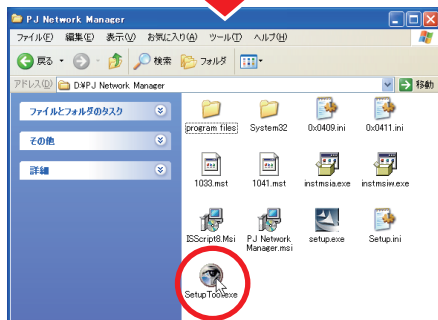 PJ Network Manager
ファイル(F) 編集(E) 表示(V) お気に入り(A) ツール(T) ヘルプ(H)
戻る 検索 フォルダ
アドレス(D) D:¥PJ Network Manager 移動
ファイルとフォルダのタスク
その他
詳細
program files System32 0x0409.ini 0x0411.ini
1033.mst 1041.mst instmsia.exe instmsiw.exe
ISScript8.Msi PJ Network Manager.msi setup.exe Setup.ini
SetupTool.exe